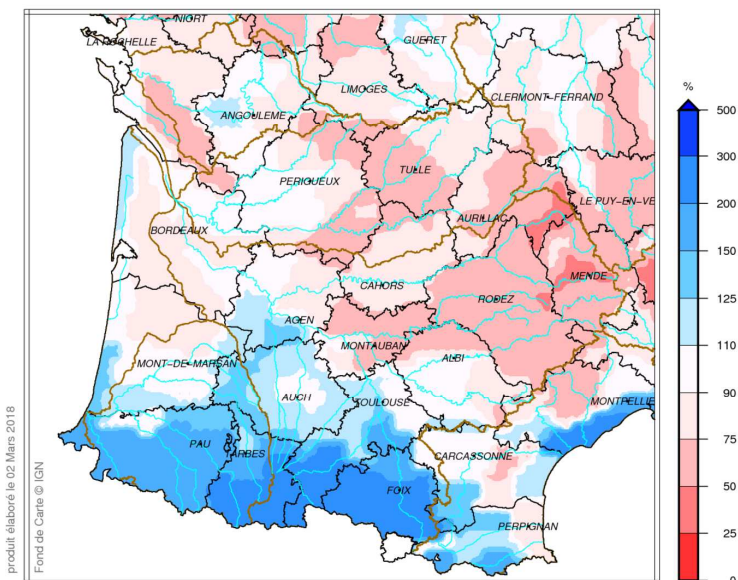 NIORT
LA ROCHELLE
GUERET
%
LIMOGES
CLERMONT-FERRAND
500
ANGOULEME
300
TULLE
PERIGUEUX
LE PUY-EN-VE
200
AURILLAC
BORDEAUX
150
MENDE
CAHORS
RODEZ
125
AGEN
MONTAUBAN
110
ALBI
MONT-DE-MARSAN
AUCH
TOULOUSE
MONTPELLIE
90
PAU
TARBES
CARCASSONNE
75
FOIX
50
PERPIGNAN
25
0
produit élaboré le 02 Mars 2018
Fond de Carte © IGN